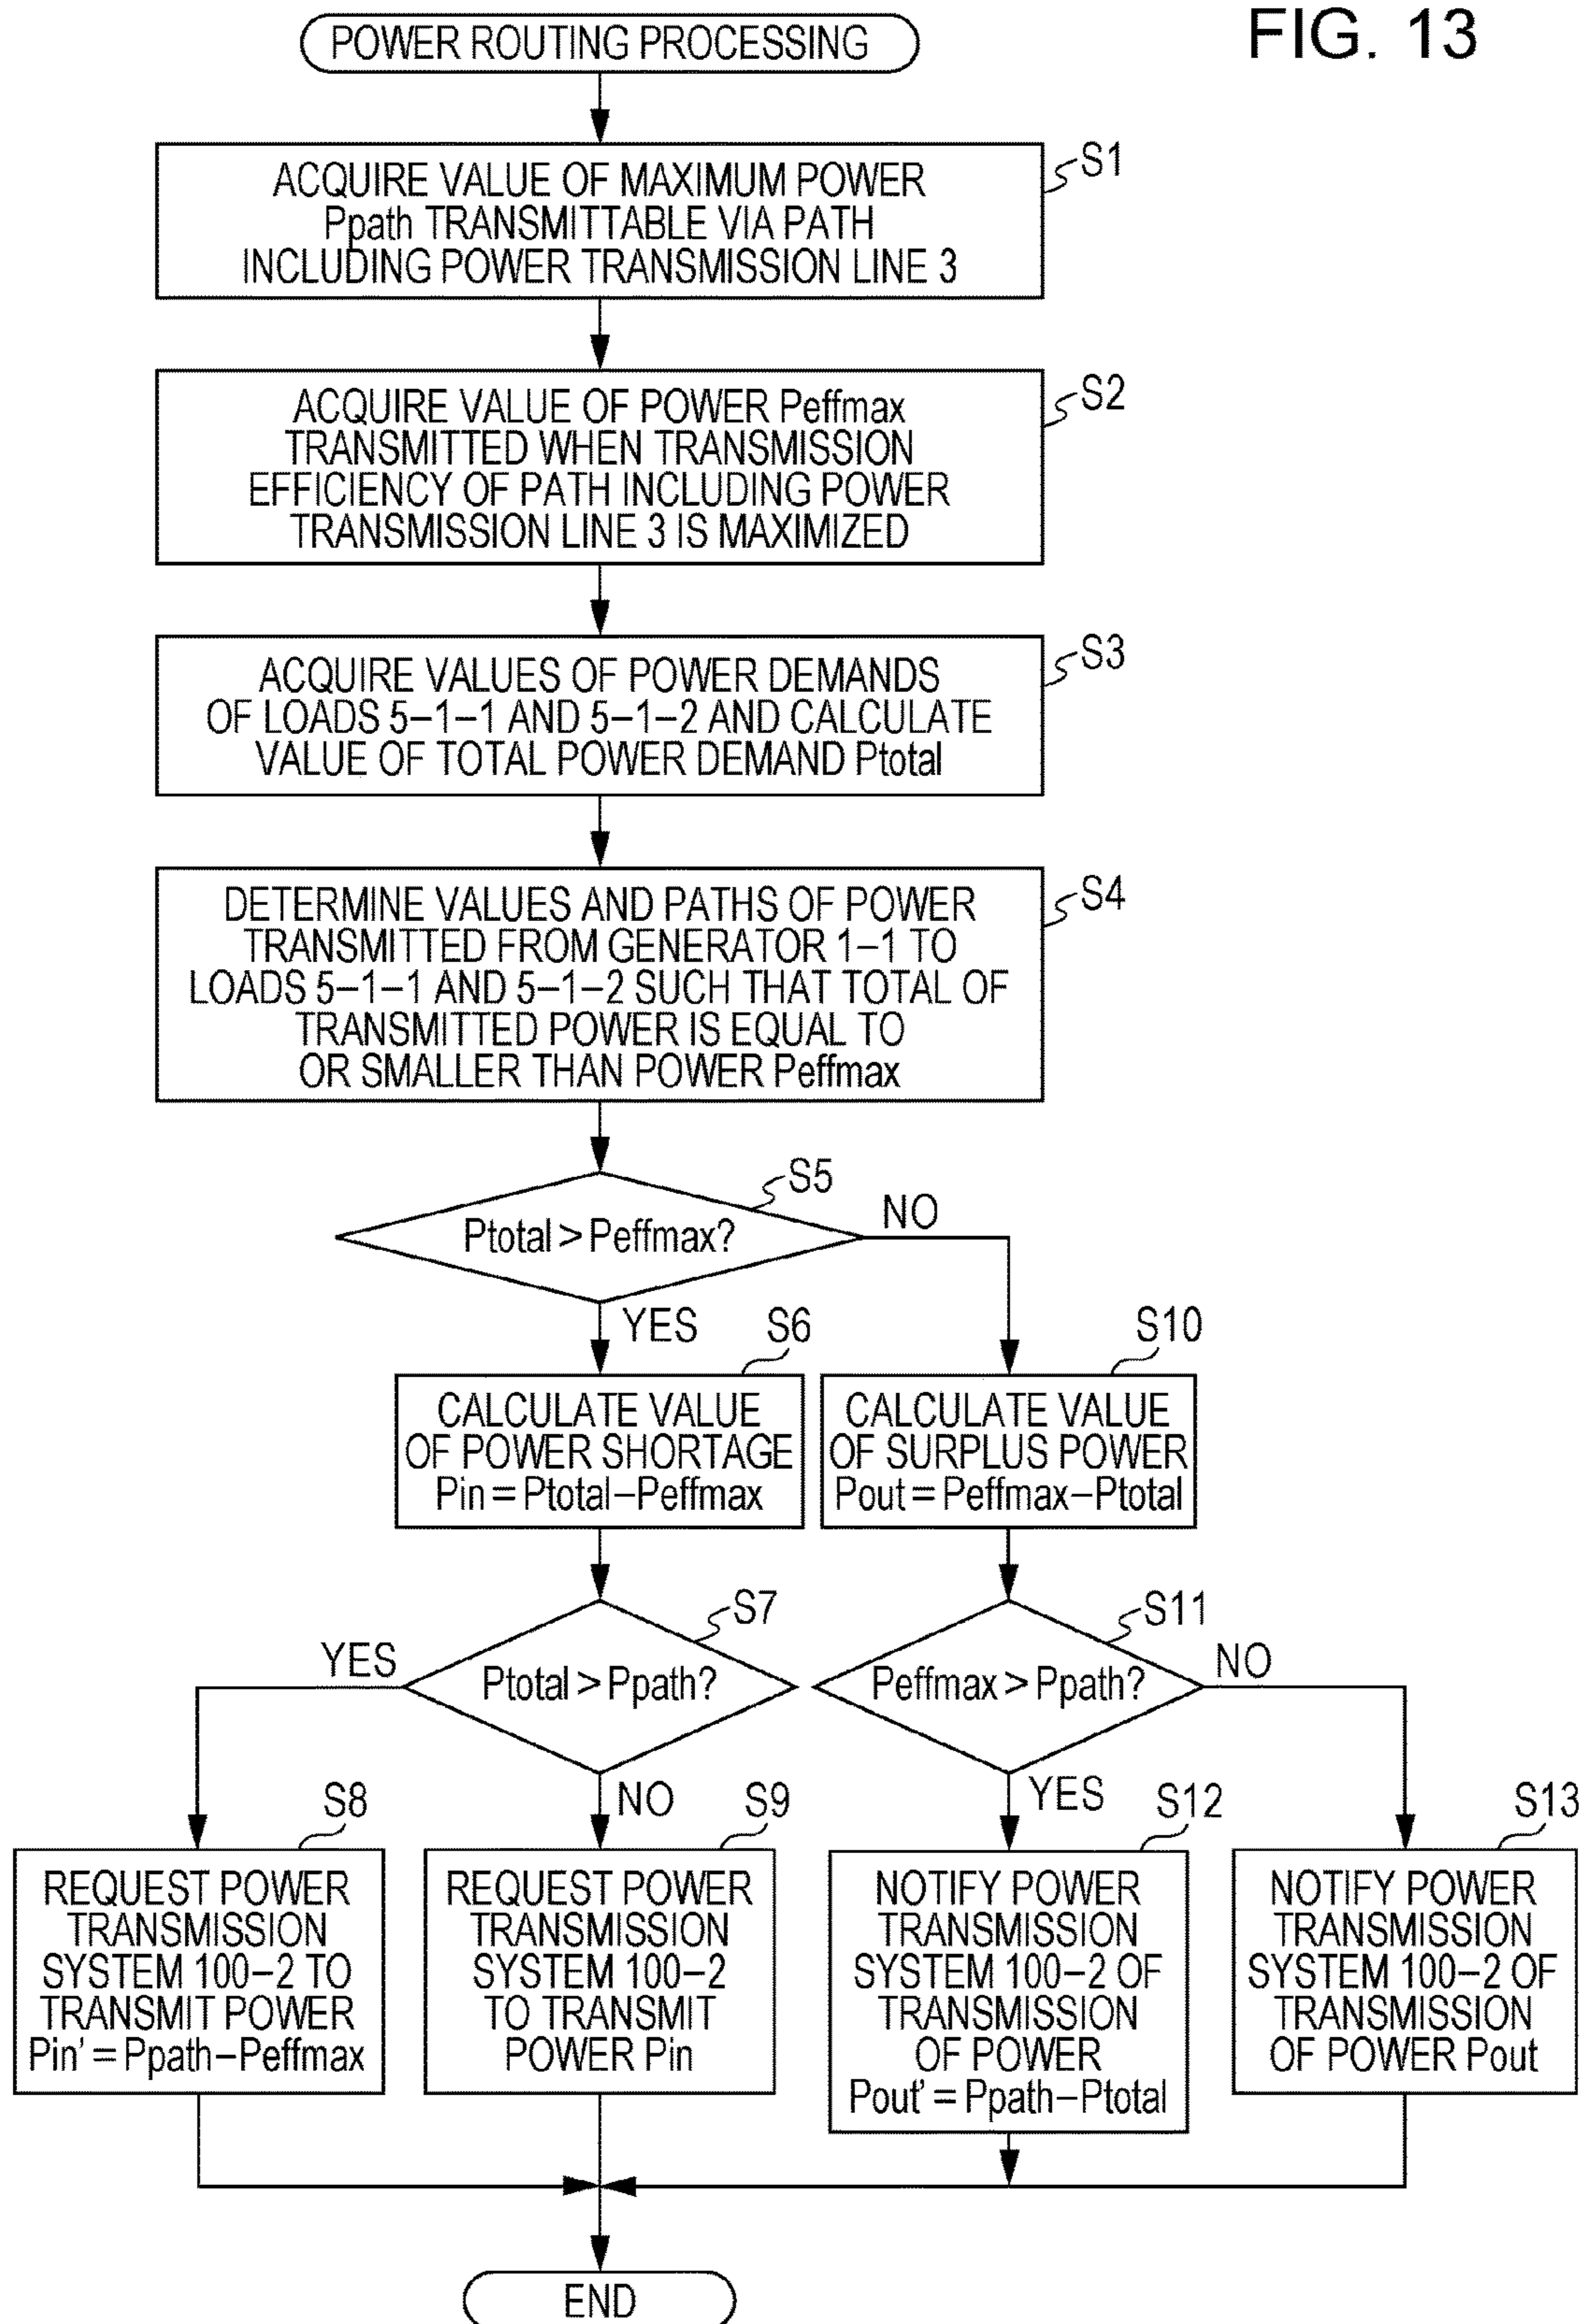 FIG. 13
POWER ROUTING PROCESSING
S1
ACQUIRE VALUE OF MAXIMUM POWER
Ppath TRANSMITTABLE VIA PATH
INCLUDING POWER TRANSMISSION LINE 3
S2
ACQUIRE VALUE OF POWER Peffmax
TRANSMITTED WHEN TRANSMISSION
EFFICIENCY OF PATH INCLUDING POWER
TRANSMISSION LINE 3 IS MAXIMIZED
S3
ACQUIRE VALUES OF POWER DEMANDS
OF LOADS 5-1-1 AND 5-1-2 AND CALCULATE
VALUE OF TOTAL POWER DEMAND Ptotal
S4
DETERMINE VALUES AND PATHS OF POWER
TRANSMITTED FROM GENERATOR 1-1 TO
LOADS 5-1-1 AND 5-1-2 SUCH THAT TOTAL OF
TRANSMITTED POWER IS EQUAL TO
OR SMALLER THAN POWER Peffmax
S5
Ptotal > Peffmax?
NO
YES
S6
CALCULATE VALUE
OF POWER SHORTAGE
Pin = Ptotal-Peffmax
S10
CALCULATE VALUE
OF SURPLUS POWER
Pout = Peffmax-Ptotal
S7
Ptotal > Ppath?
YES
NO
S11
Peffmax > Ppath?
NO
YES
S8
REQUEST POWER
TRANSMISSION
SYSTEM 100-2 TO
TRANSMIT POWER
Pin' = Ppath-Peffmax
S9
REQUEST POWER
TRANSMISSION
SYSTEM 100-2
TO TRANSMIT
POWER Pin
S12
NOTIFY POWER
TRANSMISSION
SYSTEM 100-2 OF
TRANSMISSION
OF POWER
Pout' = Ppath-Ptotal
S13
NOTIFY POWER
TRANSMISSION
SYSTEM 100-2 OF
TRANSMISSION
OF POWER Pout
END